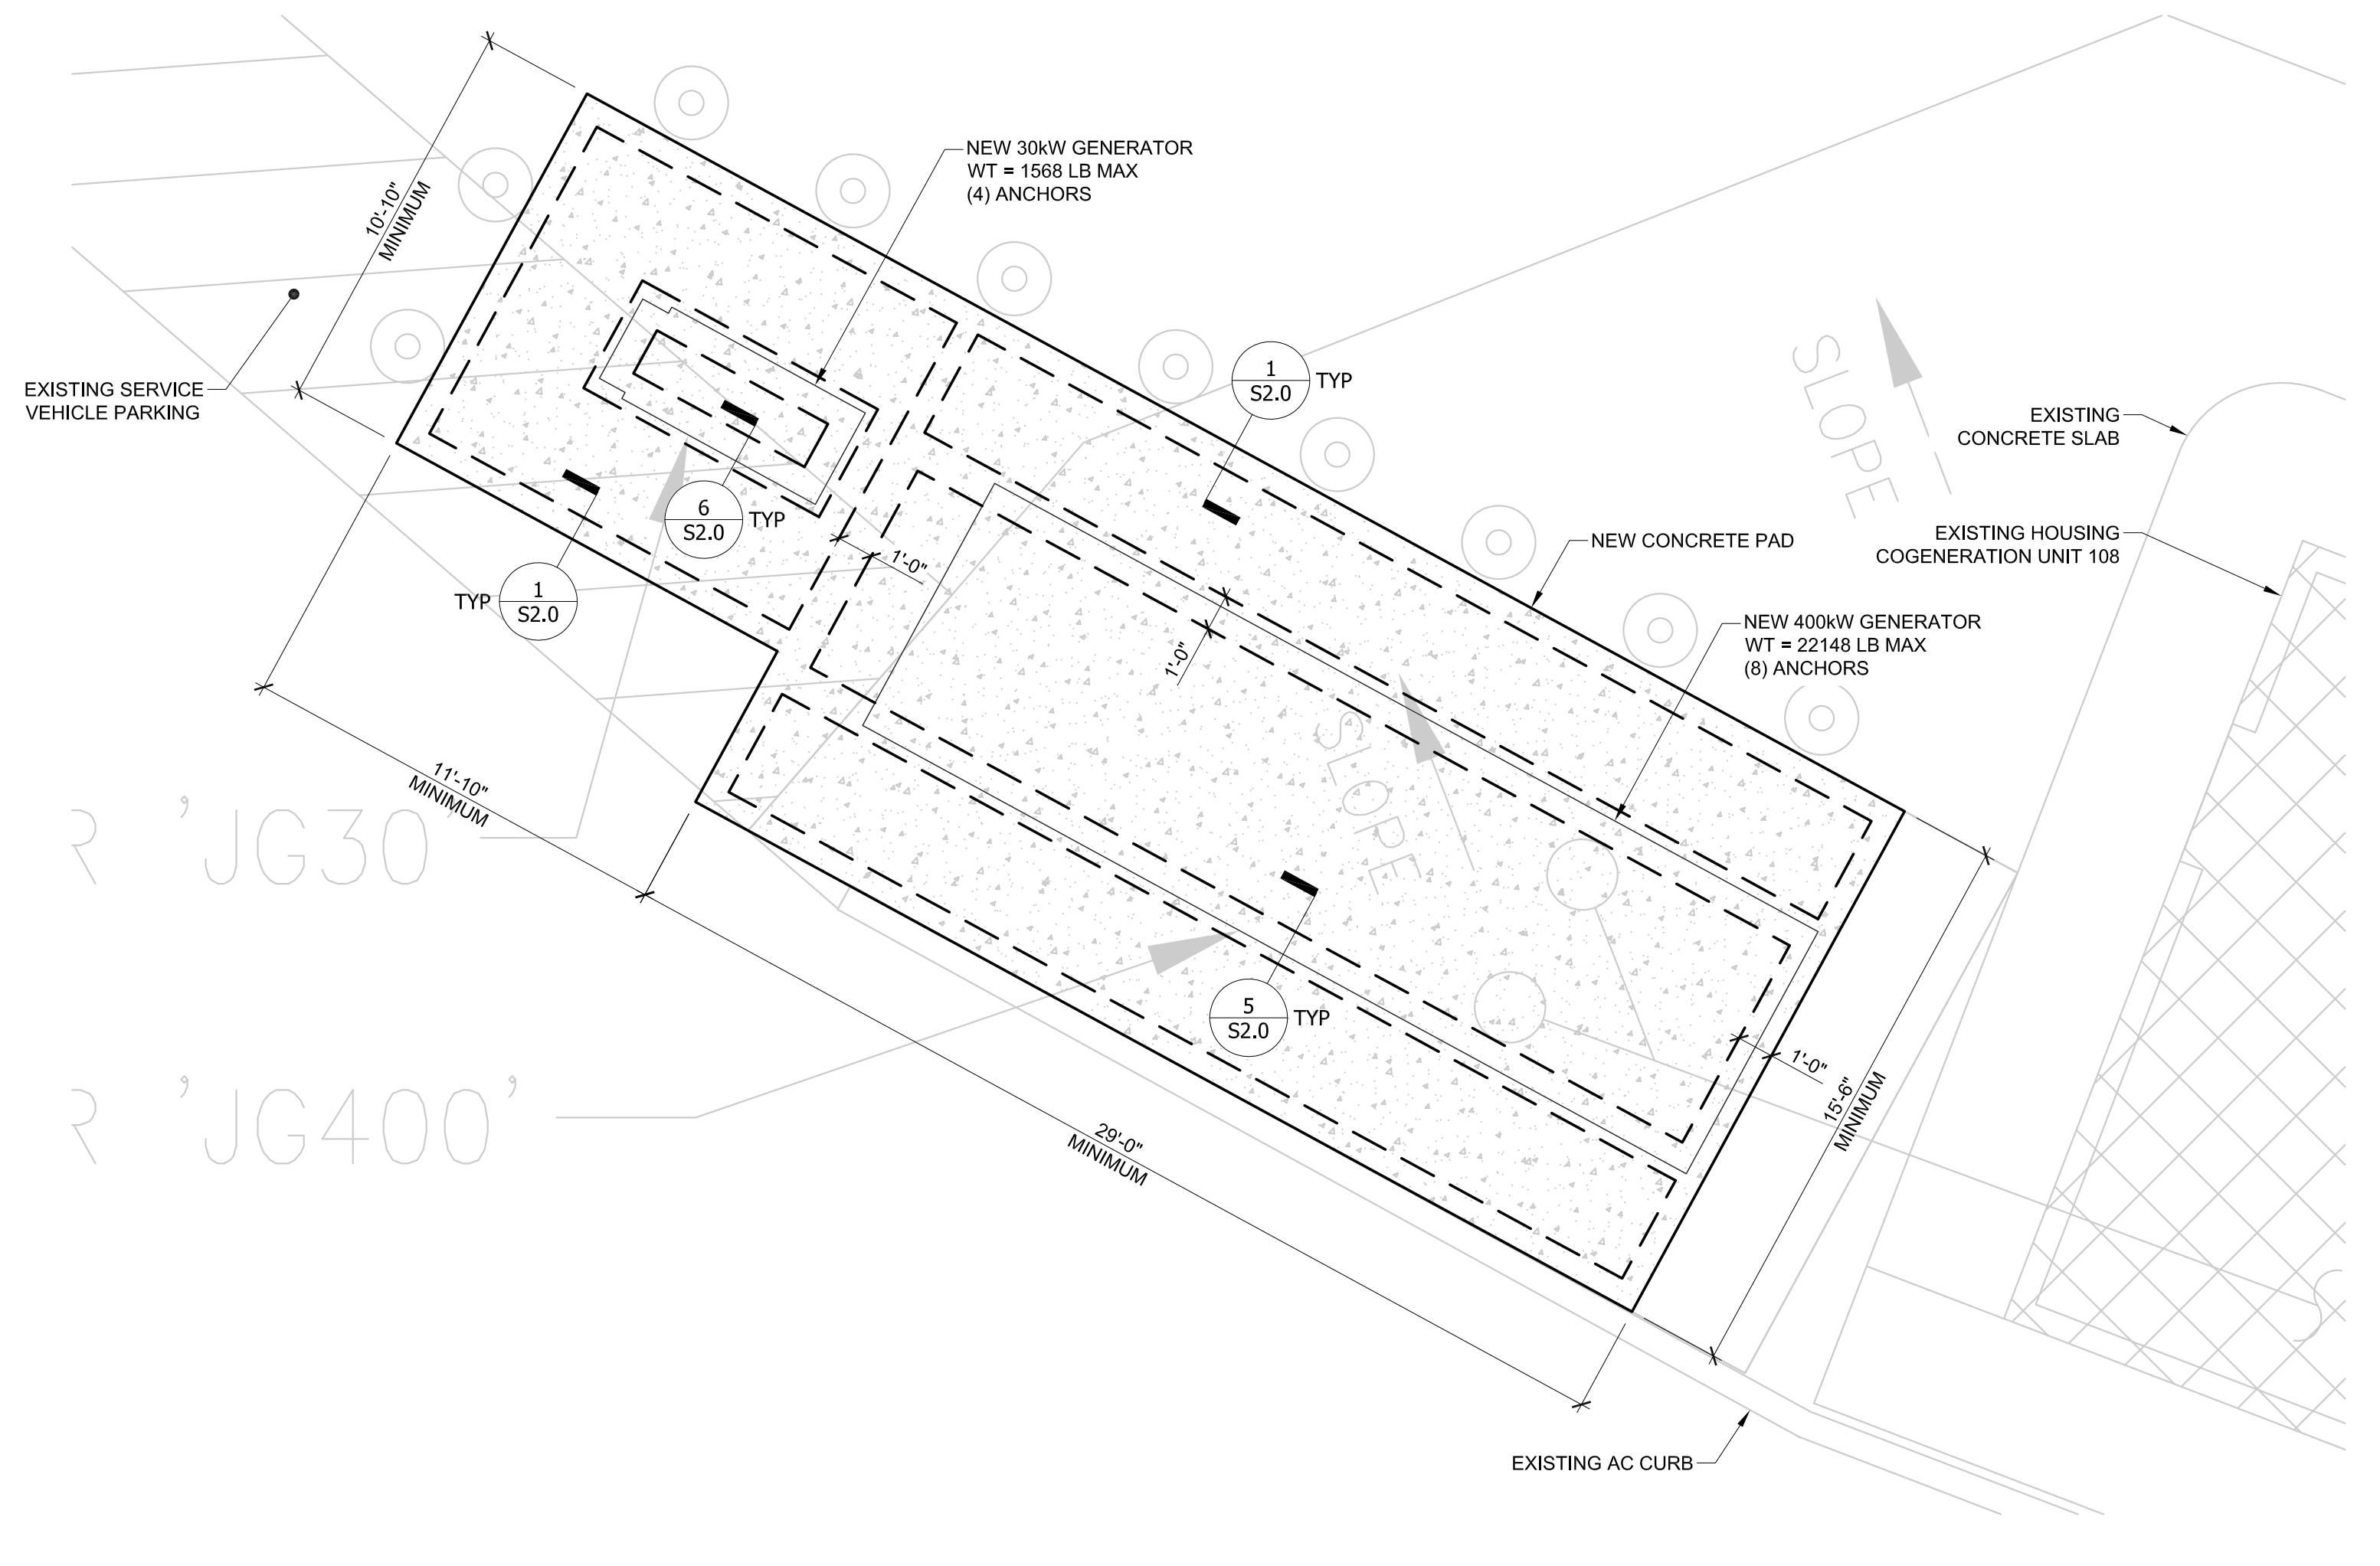 NEW 30kW GENERATOR
WT = 1568 LB MAX
(4) ANCHORS
10'-10"
MINIMUM
EXISTING SERVICE
VEHICLE PARKING
1
S2.0
TYP
SLOPE
EXISTING
CONCRETE SLAB
6
S2.0
TYP
NEW CONCRETE PAD
EXISTING HOUSING
COGENERATION UNIT 108
1'-0"
1
S2.0
TYP
NEW 400kW GENERATOR
WT = 22148 LB MAX
(8) ANCHORS
1'-0"
SLOPE
11'-10"
MINIMUM
R 'JG30
5
S2.0
TYP
1'-0"
15'-6"
MINIMUM
R 'JG400'
29'-0"
MINIMUM
EXISTING AC CURB